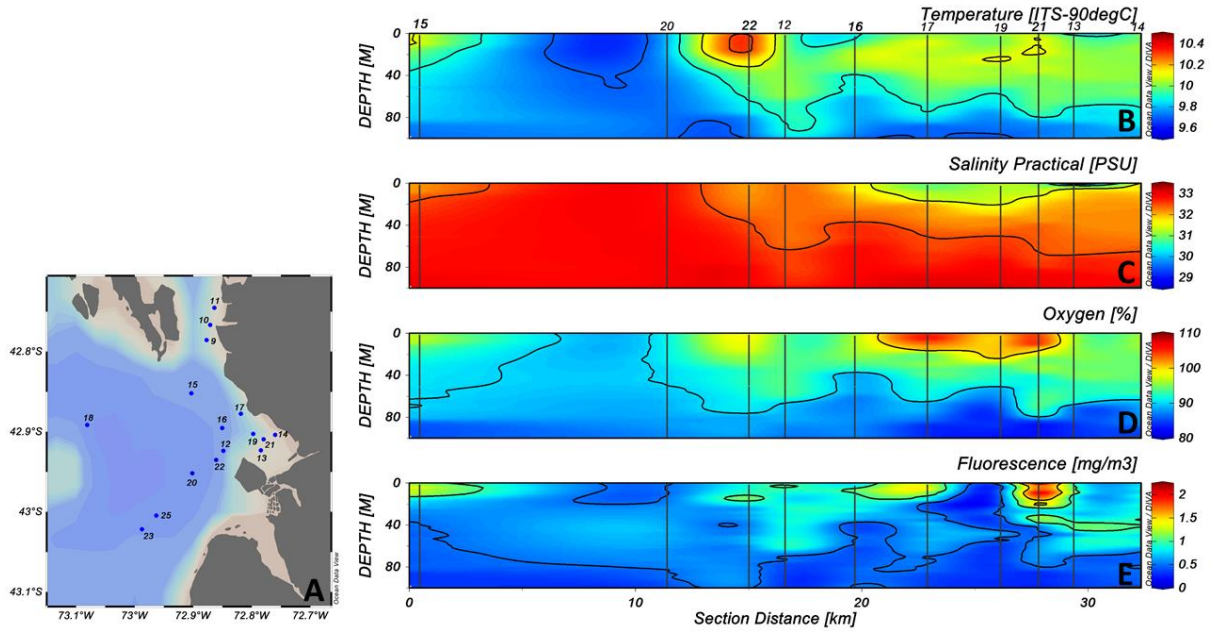 Temperature [ITS-90degC]
15 20 22 12 16 17 19 21 13 14
0
40
80
DEPTH [M]
B
Ocean Data View / DIVA
10.4
10.2
10
9.8
9.6
Salinity Practical [PSU]
0
40
80
DEPTH [M]
C
Ocean Data View / DIVA
33
32
31
30
29
Oxygen [%]
0
40
80
DEPTH [M]
D
Ocean Data View / DIVA
110
100
90
80
Fluorescence [mg/m3]
0
40
80
DEPTH [M]
E
Ocean Data View / DIVA
2
1.5
1
0.5
0
0 10 20 30
Section Distance [km]
42.8°S
42.9°S
43°S
43.1°S
11
10
9
15
17
18
16
19
14
21
12
13
22
20
25
23
A
Ocean Data View
73.1°W 73°W 72.9°W 72.8°W 72.7°W